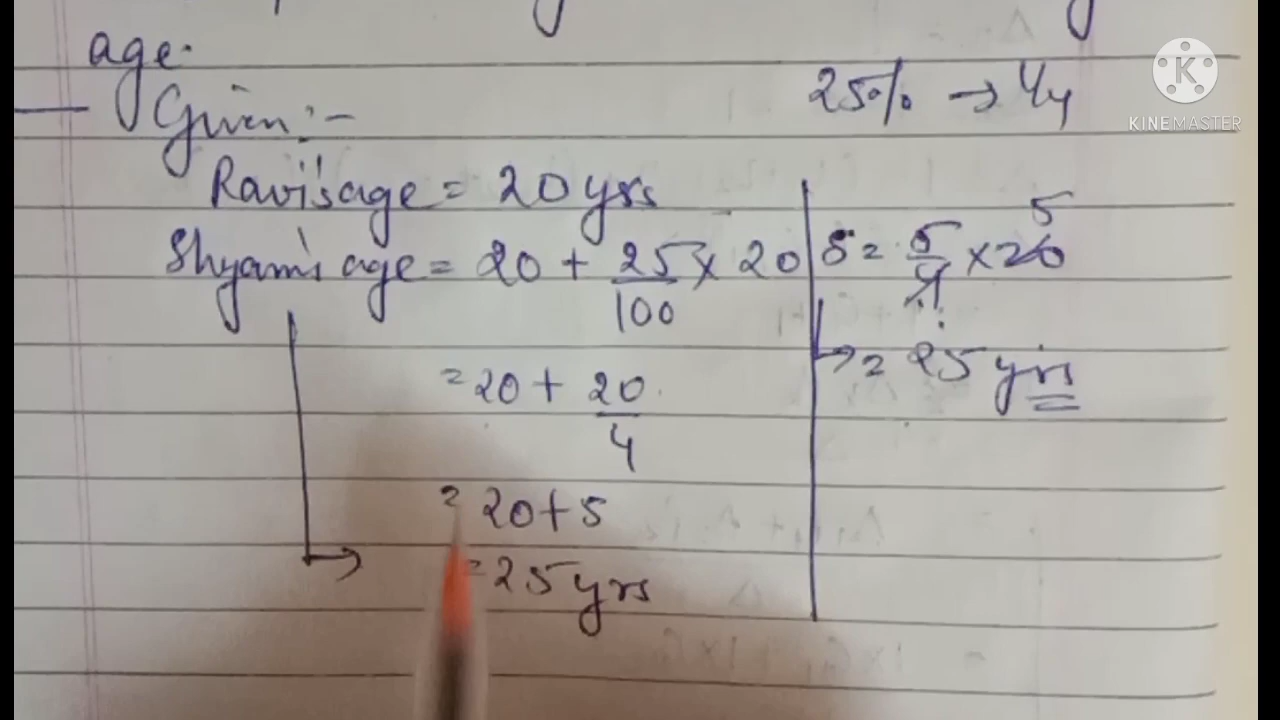 age.
25% → 1/4
Given:-
Ravi's age = 20 yrs
Shyam's age = 20 + 25/100 × 20
= 20 + 20/4
= 20 + 5
= 25 yrs
S = 5/4 × 20 5
= 25 yrs
KINEMASTER